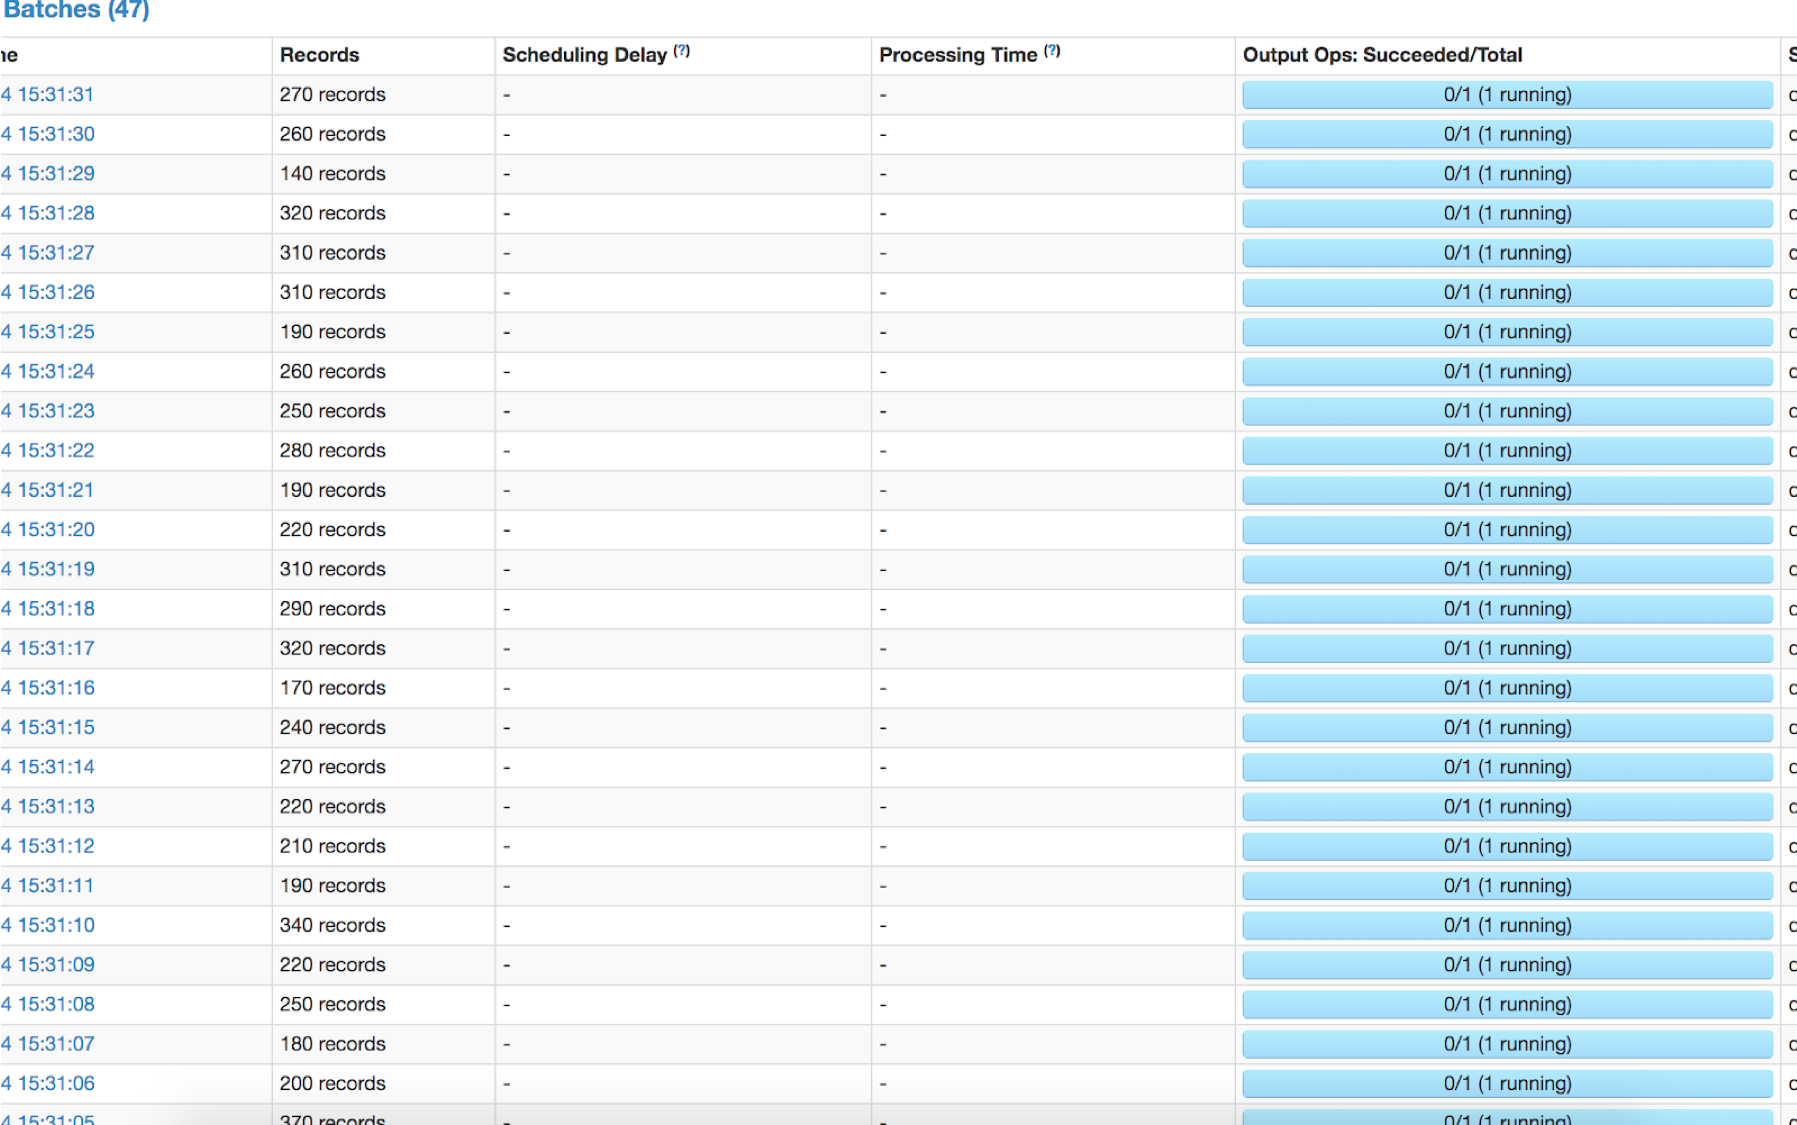 Batches (47)
ne Records Scheduling Delay (?) Processing Time (?) Output Ops: Succeeded/Total S
4 15:31:31 270 records - - 0/1 (1 running)
4 15:31:30 260 records - - 0/1 (1 running)
4 15:31:29 140 records - - 0/1 (1 running)
4 15:31:28 320 records - - 0/1 (1 running)
4 15:31:27 310 records - - 0/1 (1 running)
4 15:31:26 310 records - - 0/1 (1 running)
4 15:31:25 190 records - - 0/1 (1 running)
4 15:31:24 260 records - - 0/1 (1 running)
4 15:31:23 250 records - - 0/1 (1 running)
4 15:31:22 280 records - - 0/1 (1 running)
4 15:31:21 190 records - - 0/1 (1 running)
4 15:31:20 220 records - - 0/1 (1 running)
4 15:31:19 310 records - - 0/1 (1 running)
4 15:31:18 290 records - - 0/1 (1 running)
4 15:31:17 320 records - - 0/1 (1 running)
4 15:31:16 170 records - - 0/1 (1 running)
4 15:31:15 240 records - - 0/1 (1 running)
4 15:31:14 270 records - - 0/1 (1 running)
4 15:31:13 220 records - - 0/1 (1 running)
4 15:31:12 210 records - - 0/1 (1 running)
4 15:31:11 190 records - - 0/1 (1 running)
4 15:31:10 340 records - - 0/1 (1 running)
4 15:31:09 220 records - - 0/1 (1 running)
4 15:31:08 250 records - - 0/1 (1 running)
4 15:31:07 180 records - - 0/1 (1 running)
4 15:31:06 200 records - - 0/1 (1 running)
4 15:31:05 370 records - - 0/1 (1 running)